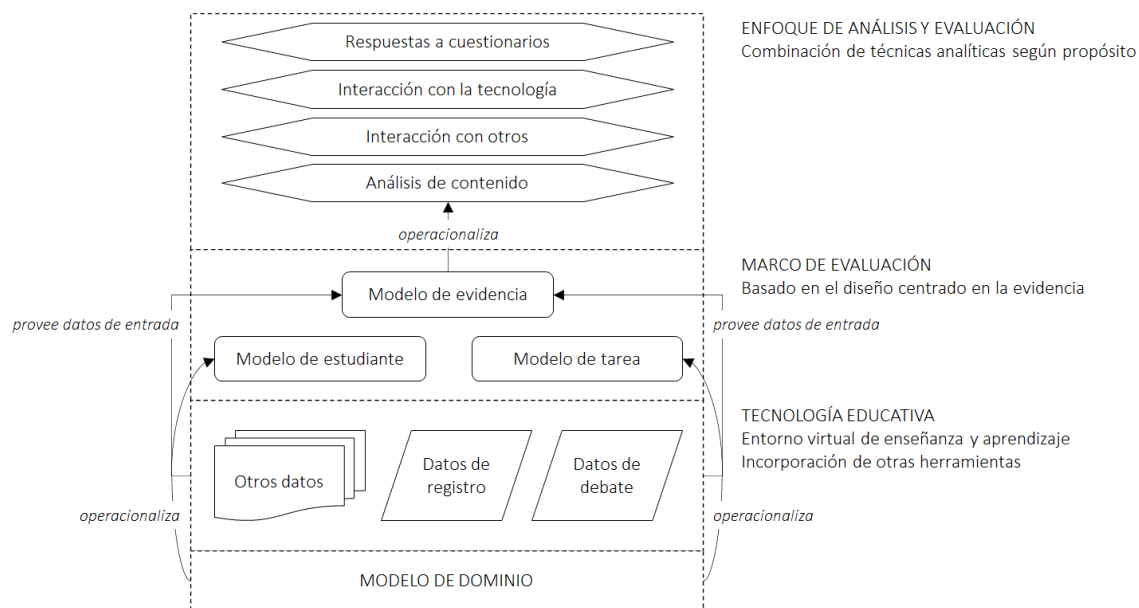 Respuestas a cuestionarios
Interacción con la tecnología
Interacción con otros
Análisis de contenido
ENFOQUE DE ANÁLISIS Y EVALUACIÓN
Combinación de técnicas analíticas según propósito
operacionaliza
Modelo de evidencia
MARCO DE EVALUACIÓN
Basado en el diseño centrado en la evidencia
provee datos de entrada
provee datos de entrada
Modelo de estudiante
Modelo de tarea
TECNOLOGÍA EDUCATIVA
Entorno virtual de enseñanza y aprendizaje
Incorporación de otras herramientas
Otros datos
Datos de
registro
Datos de
debate
operacionaliza
operacionaliza
MODELO DE DOMINIO